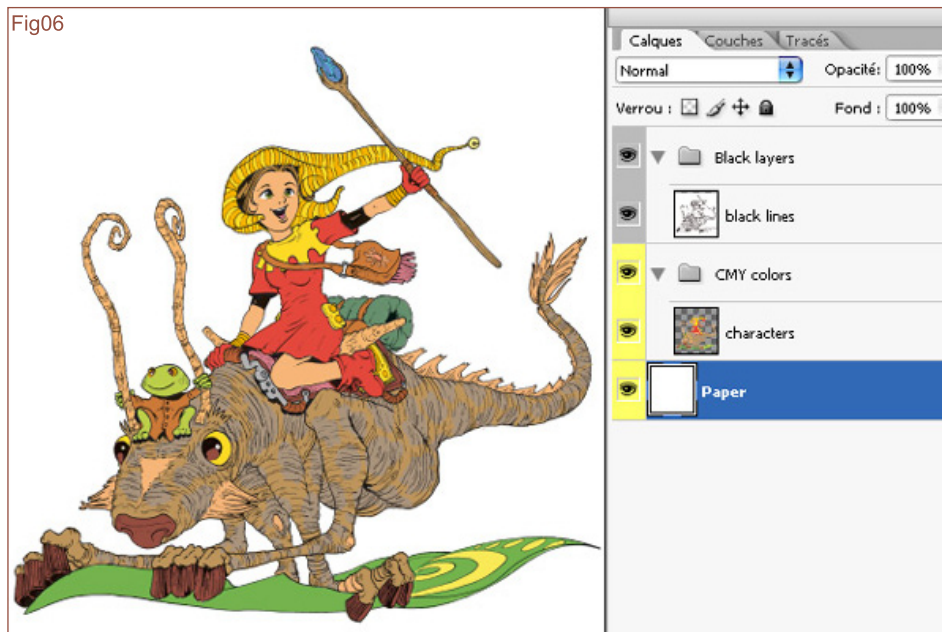 Fig06
Calques Couches Tracés
Normal Opacité: 100%
Verrou : Fond : 100%
Black layers
black lines
CMY colors
characters
Paper